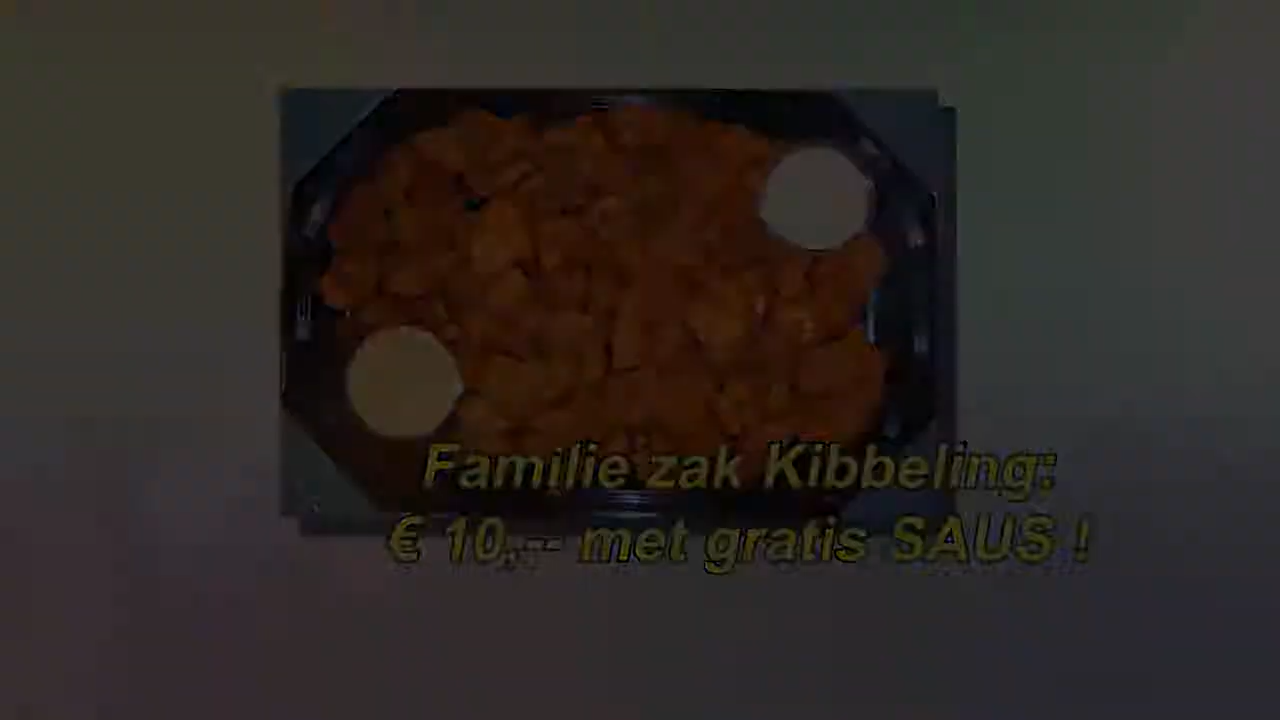 Familie zak Kibbeling:
€ 10,-- met gratis SAUS !